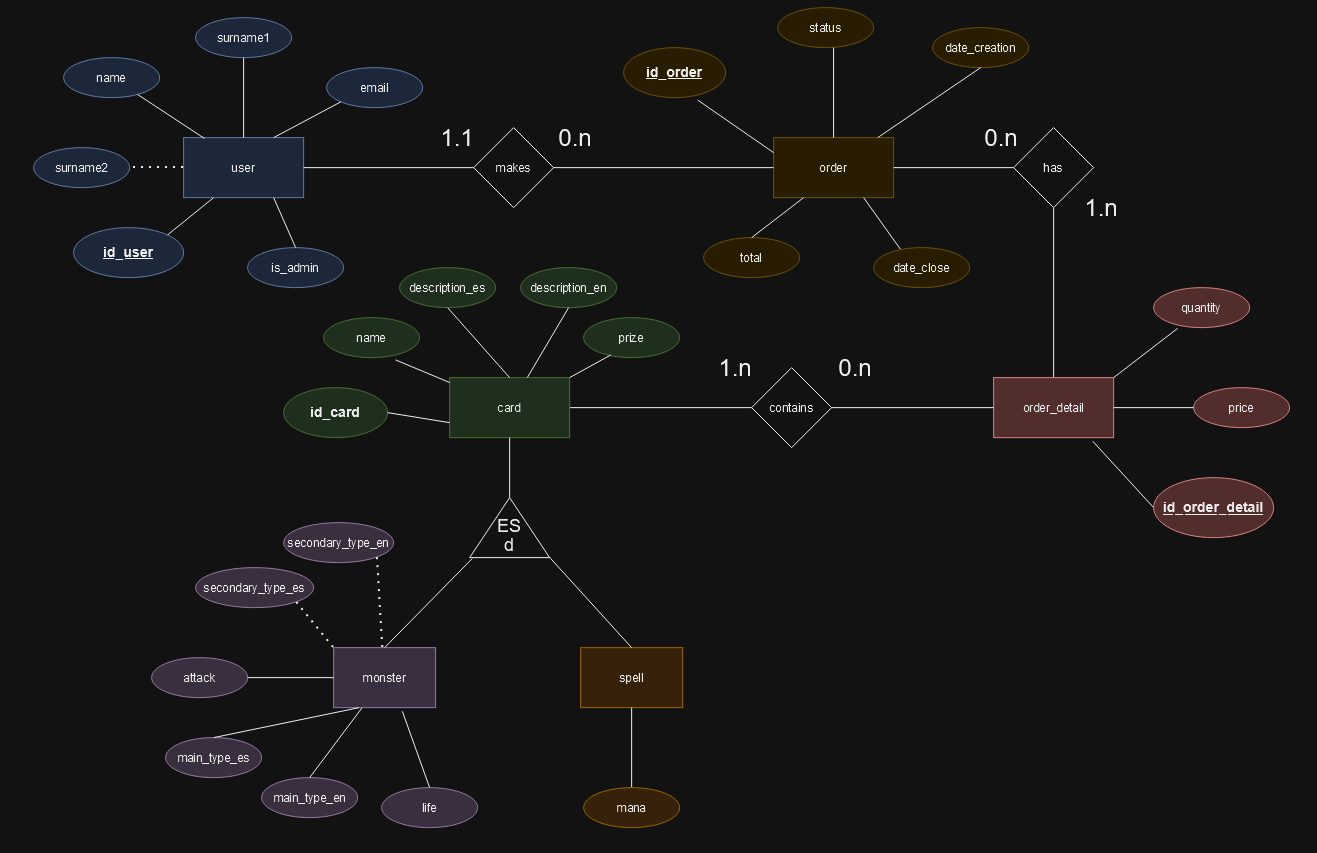 surname1
status
date_creation
name
id_order
email
1.1
0.n
0.n
surname2
user
makes
order
has
1.n
id_user
is_admin
total
date_close
description_es
description_en
quantity
name
prize
1.n
0.n
id_card
card
contains
order_detail
price
id_order_detail
ES
d
secondary_type_en
secondary_type_es
attack
monster
spell
main_type_es
main_type_en
life
mana